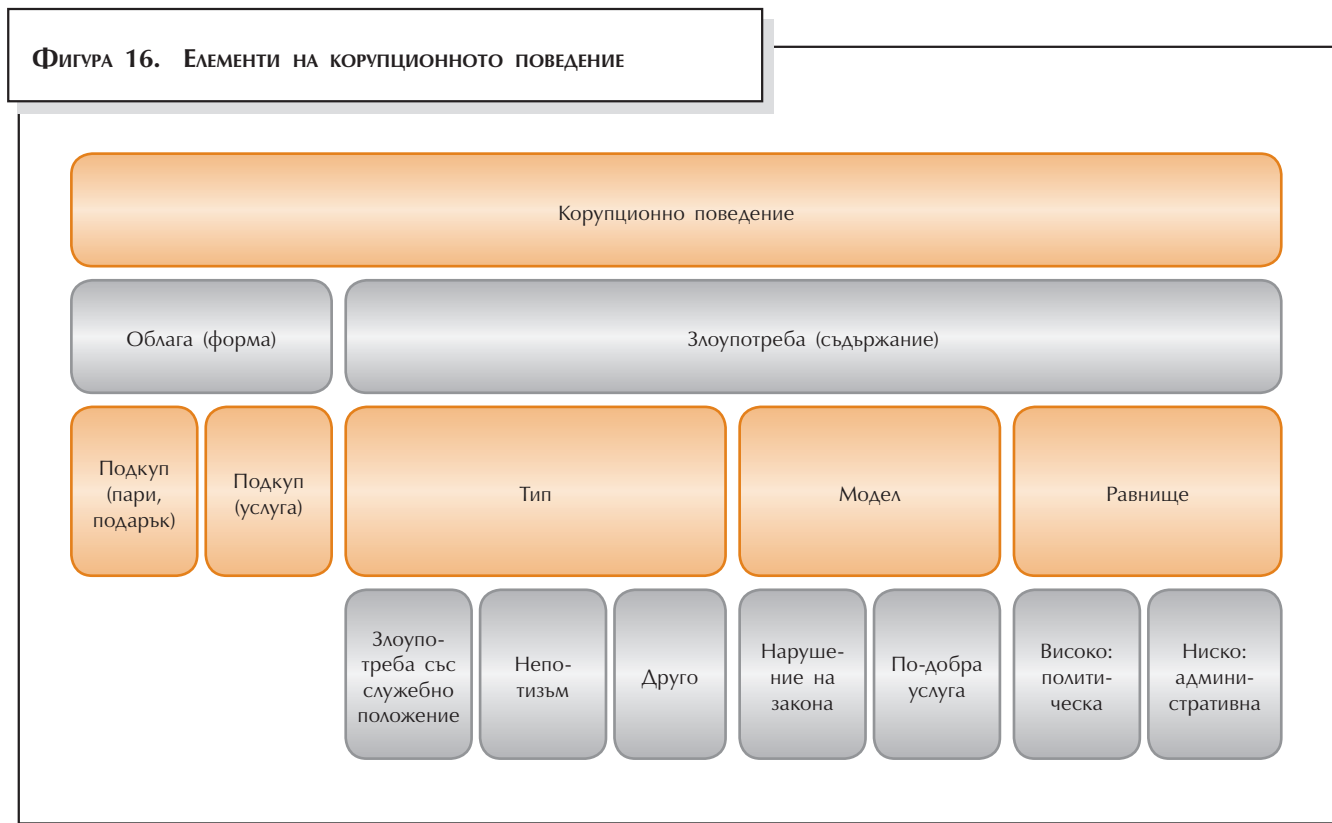 Фигура 16. Елементи на корупционното поведение
Корупционно поведение
Облага (форма)
Злоупотреба (съдържание)
Подкуп
(пари,
подарък)
Подкуп
(услуга)
Тип
Модел
Равнище
Злоупо-
треба със
служебно
положение
Непо-
тизъм
Друго
Наруше-
ние на
закона
По-добра
услуга
Високо:
полити-
ческа
Ниско:
админи-
стративна